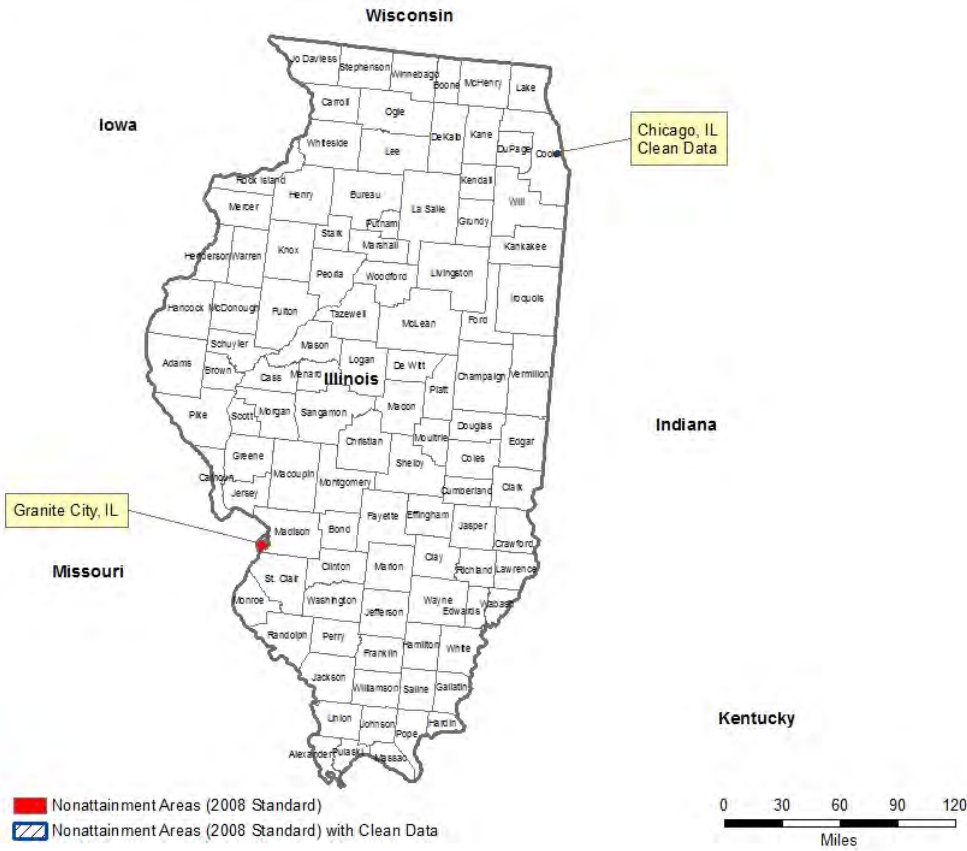 Wisconsin
Jo Daviess
Stephenson
Winnebago
Boone
McHenry
Lake
Carroll
Ogle
Iowa
DeKalb
Kane
DuPage
Cook
Chicago, IL
Clean Data
Whiteside
Lee
Rock Island
Henry
Bureau
Kendall
Will
Mercer
La Salle
Grundy
Putnam
Stark
Marshall
Kankakee
Knox
Henderson
Warren
Peoria
Woodford
Livingston
Iroquois
Hancock
McDonough
Fulton
Tazewell
McLean
Ford
Schuyler
Mason
Logan
De Witt
Adams
Brown
Cass
Menard
Illinois
Champaign
Vermilion
Piatt
Pike
Scott
Morgan
Sangamon
Macon
Douglas
Indiana
Christian
Moultrie
Edgar
Greene
Shelby
Coles
Calhoun
Macoupin
Montgomery
Cumberland
Clark
Jersey
Granite City, IL
Fayette
Effingham
Jasper
Madison
Bond
Crawford
Missouri
Clay
Clinton
Marion
Richland
Lawrence
St. Clair
Monroe
Washington
Wayne
Edwards
Wabash
Jefferson
Randolph
Perry
Hamilton
White
Franklin
Jackson
Williamson
Saline
Gallatin
Union
Johnson
Pope
Hardin
Kentucky
Alexander
Pulaski
Massac
Nonattainment Areas (2008 Standard)
Nonattainment Areas (2008 Standard) with Clean Data
0 30 60 90 120
Miles